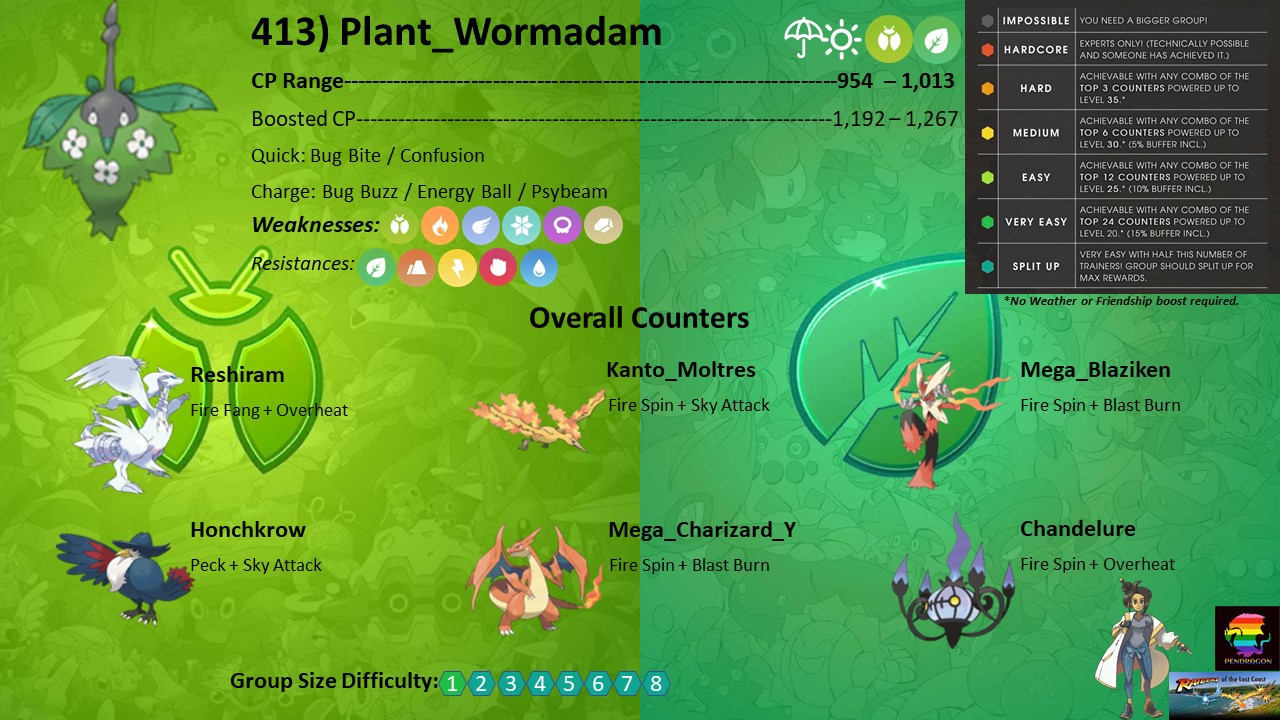 413) Plant_Wormadam
CP Range---------------------------------------------------------------------954 – 1,013
Boosted CP--------------------------------------------------------------------1,192 – 1,267
Quick: Bug Bite / Confusion
Charge: Bug Buzz / Energy Ball / Psybeam
Weaknesses:
Resistances:
IMPOSSIBLE YOU NEED A BIGGER GROUP!
HARDCORE EXPERTS ONLY! (TECHNICALLY POSSIBLE
AND SOMEONE HAS ACHIEVED IT.)
HARD ACHIEVABLE WITH ANY COMBO OF THE
TOP 3 COUNTERS POWERED UP TO
LEVEL 35.*
MEDIUM ACHIEVABLE WITH ANY COMBO OF THE
TOP 6 COUNTERS POWERED UP TO
LEVEL 30.* (5% BUFFER INCL.)
EASY ACHIEVABLE WITH ANY COMBO OF THE
TOP 12 COUNTERS POWERED UP TO
LEVEL 25.* (10% BUFFER INCL.)
VERY EASY ACHIEVABLE WITH ANY COMBO OF THE
TOP 24 COUNTERS POWERED UP TO
LEVEL 20.* (15% BUFFER INCL.)
SPLIT UP VERY EASY WITH HALF THIS NUMBER OF
TRAINERS! GROUP SHOULD SPLIT UP FOR
MAX REWARDS.
*No Weather or Friendship boost required.
Overall Counters
Reshiram
Fire Fang + Overheat
Kanto_Moltres
Fire Spin + Sky Attack
Mega_Blaziken
Fire Spin + Blast Burn
Honchkrow
Peck + Sky Attack
Mega_Charizard_Y
Fire Spin + Blast Burn
Chandelure
Fire Spin + Overheat
Group Size Difficulty: 1 2 3 4 5 6 7 8
PENDRAGON
RAIDERS of the Lost Coast